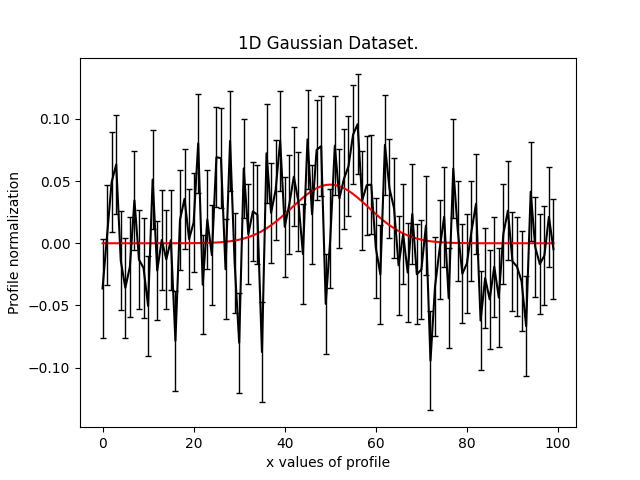 1D Gaussian Dataset.
Profile normalization
0.10
0.05
0.00
−0.05
−0.10
0 20 40 60 80 100
x values of profile